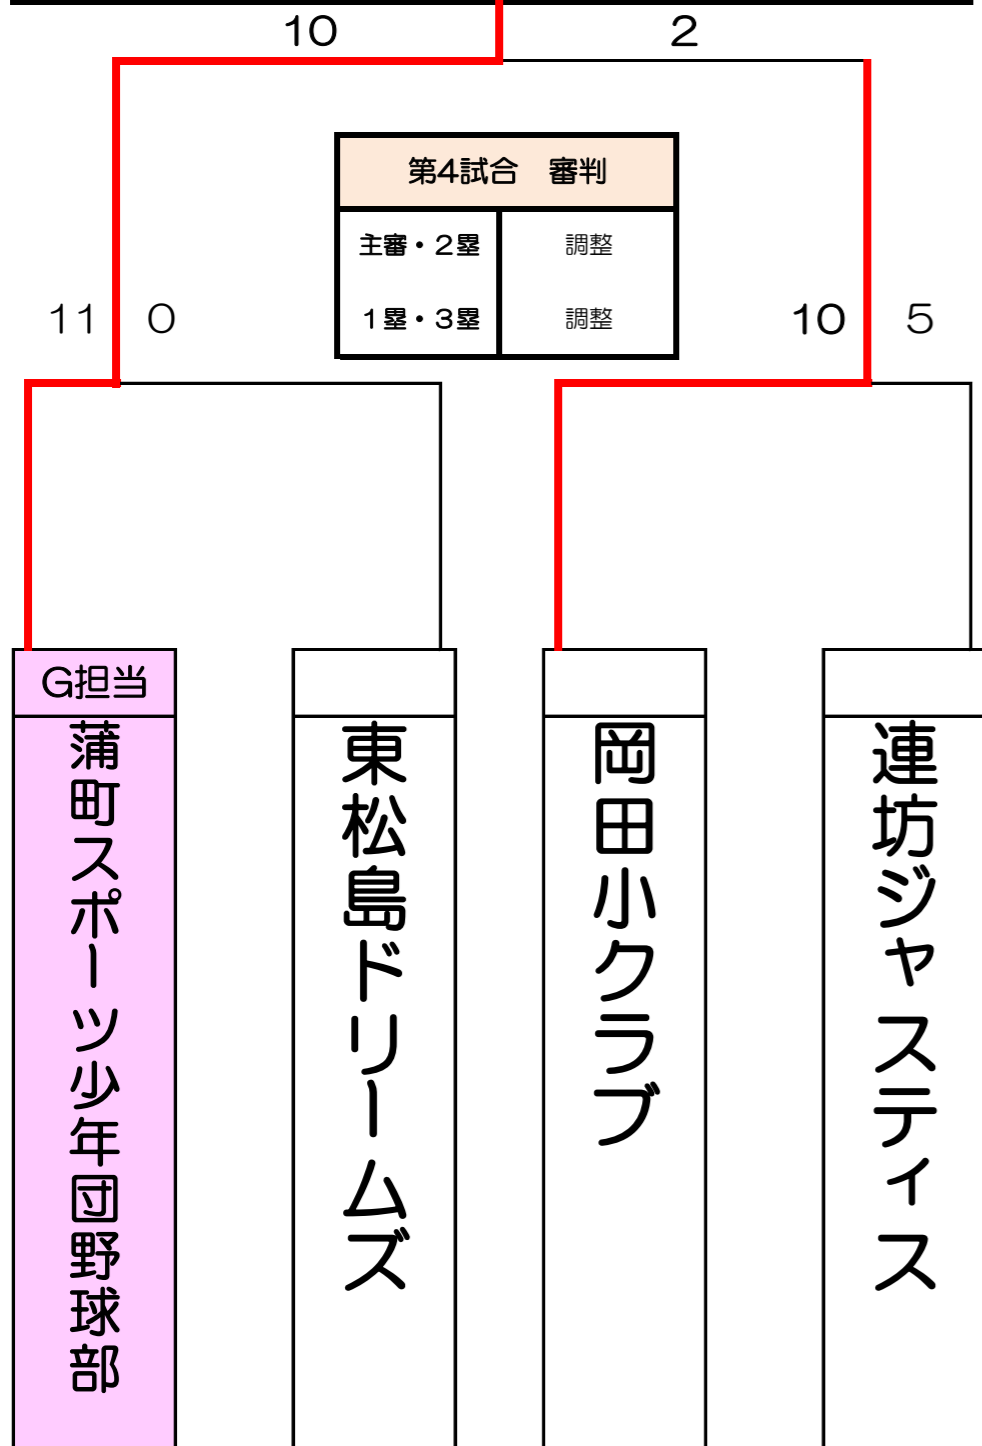 10 2
第4試合　審判
主審・２塁 調整
11 0
１塁・３塁 調整
10 5
G担当
蒲町スポーツ少年団野球部
東松島ドリームズ
岡田小クラブ
連坊ジャスティス